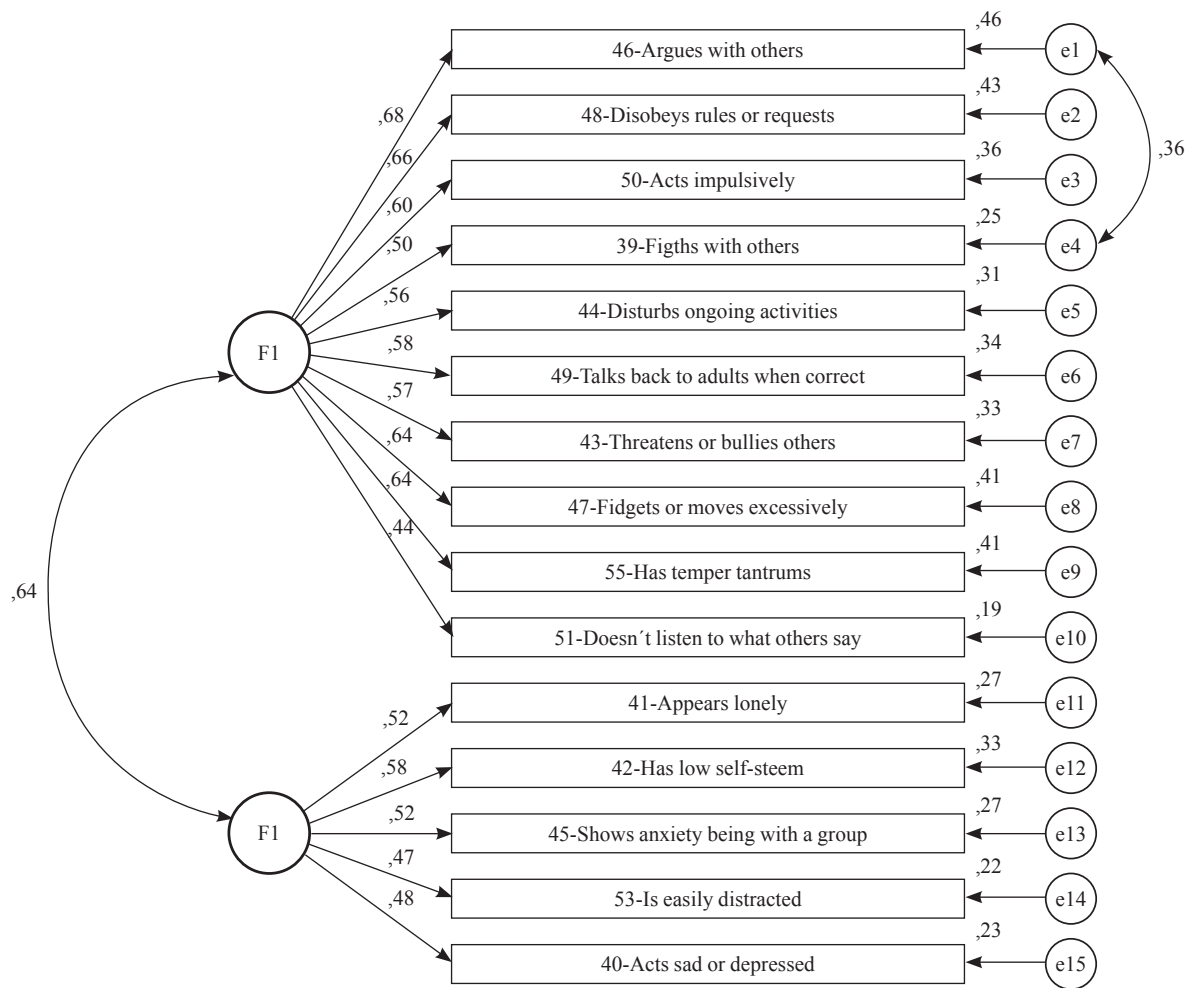 ,46
46-Argues with others
e1
,43
,68
48-Disobeys rules or requests
e2
,36
,36
,66
50-Acts impulsively
e3
,60
,25
,50
39-Figths with others
e4
,31
,56
44-Disturbs ongoing activities
e5
F1
,58
,34
49-Talks back to adults when correct
e6
,57
,33
43-Threatens or bullies others
e7
,64
,41
,64
47-Fidgets or moves excessively
e8
,44
,41
55-Has temper tantrums
e9
,64
,19
51-Doesn´t listen to what others say
e10
,27
,52
41-Appears lonely
e11
,33
,58
42-Has low self-steem
e12
,52
,27
F1
45-Shows anxiety being with a group
e13
,47
,22
,48
53-Is easily distracted
e14
,23
40-Acts sad or depressed
e15